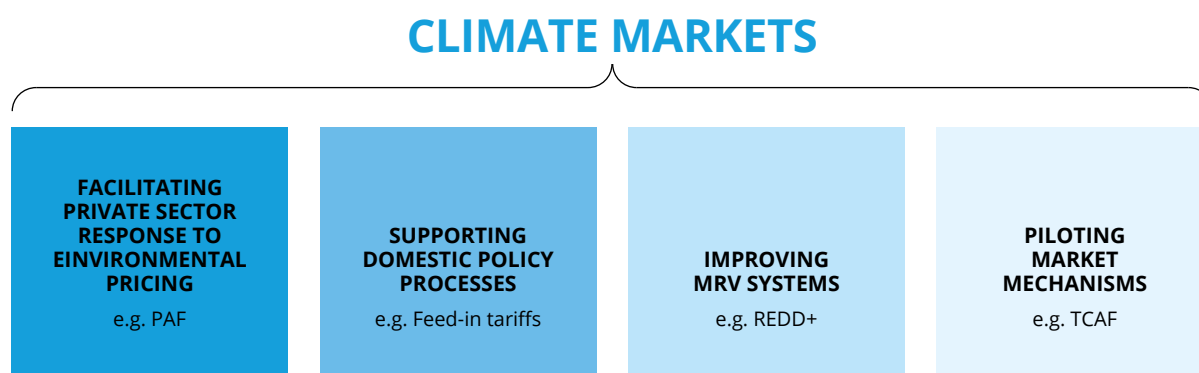 CLIMATE MARKETS
FACILITATING
PRIVATE SECTOR
RESPONSE TO
EINVIRONMENTAL
PRICING
e.g. PAF
SUPPORTING
DOMESTIC POLICY
PROCESSES
e.g. Feed-in tariffs
IMPROVING
MRV SYSTEMS
e.g. REDD+
PILOTING
MARKET
MECHANISMS
e.g. TCAF